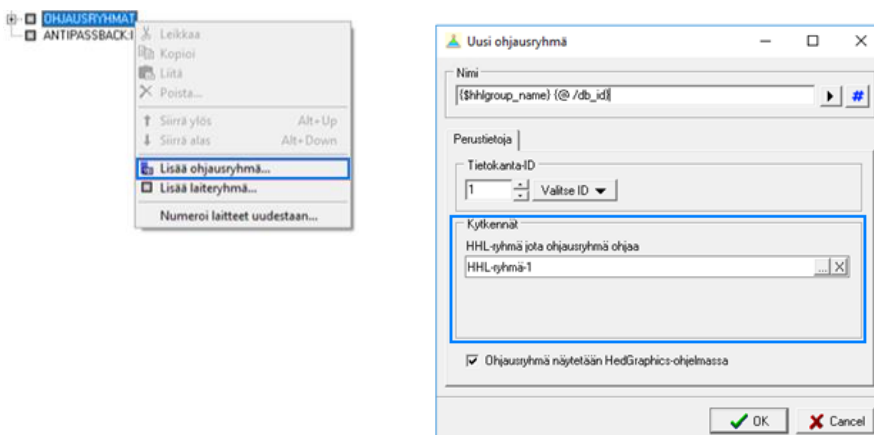 OHJAUSRYHMÄT
ANTIPASSBACK:I
Leikkaa
Kopioi
Liitä
Poista...
Siirrä ylös Alt+Up
Siirrä alas Alt+Down
Lisää ohjausryhmä...
Lisää laiteryhmä...
Numeroi laitteet uudestaan...
Uusi ohjausryhmä
Nimi
{$hhlgroup_name} {@ /db_id}
#
Perustietoja
Tietokanta-ID
1 Valitse ID
Kytkennät
HHL-ryhmä jota ohjausryhmä ohjaa
HHL-ryhmä-1 ... X
Ohjausryhmä näytetään HedGraphics-ohjelmassa
OK Cancel